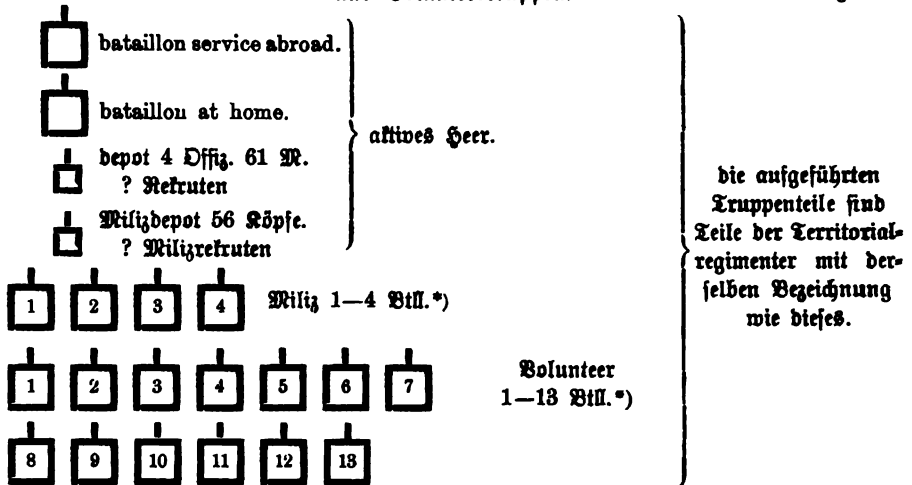 bataillon service abroad.
bataillou at home.
aktives Heer.
depot 4 Offiz. 61 M.
? Rekruten
Milizdepot 56 Köpfe.
? Milizrekruten
die aufgeführten
Truppenteile sind
Teile der Territorial=
regimenter mit der=
selben Bezeichnung
wie dieses.
1 2 3 4 Miliz 1—4 Btll.*)
1 2 3 4 5 6 7
Volunteer
1—13 Btll.*)
8 9 10 11 12 13